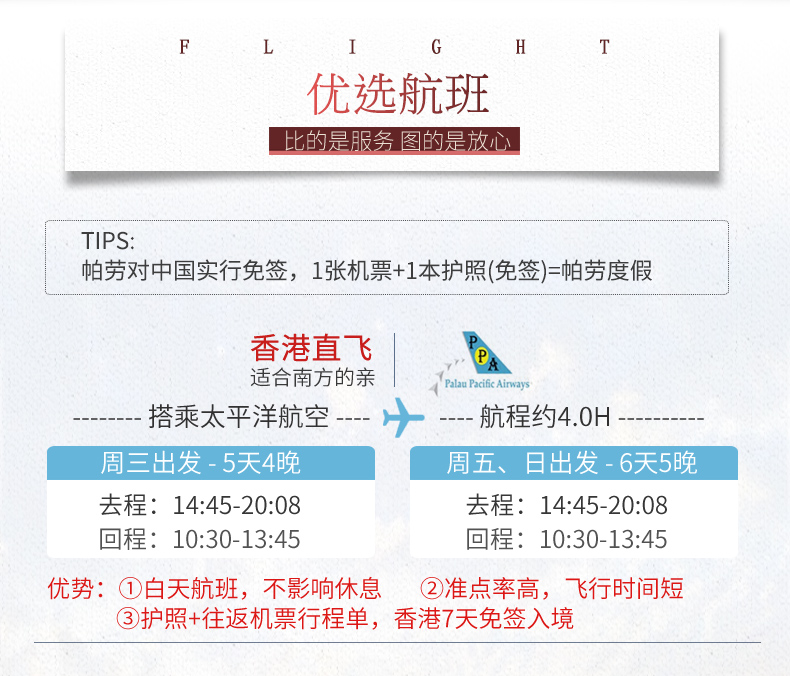 FLIGHT
优选航班
比的是服务 图的是放心
TIPS:
帕劳对中国实行免签，1张机票+1本护照(免签)=帕劳度假
香港直飞
适合南方的亲
PPA
Palau Pacific Airways
-------- 搭乘太平洋航空 ----
---- 航程约4.0H ----------
周三出发 - 5天4晚
去程：14:45-20:08
回程：10:30-13:45
周五、日出发 - 6天5晚
去程：14:45-20:08
回程：10:30-13:45
优势：①白天航班，不影响休息 ②准点率高，飞行时间短
③护照+往返机票行程单，香港7天免签入境